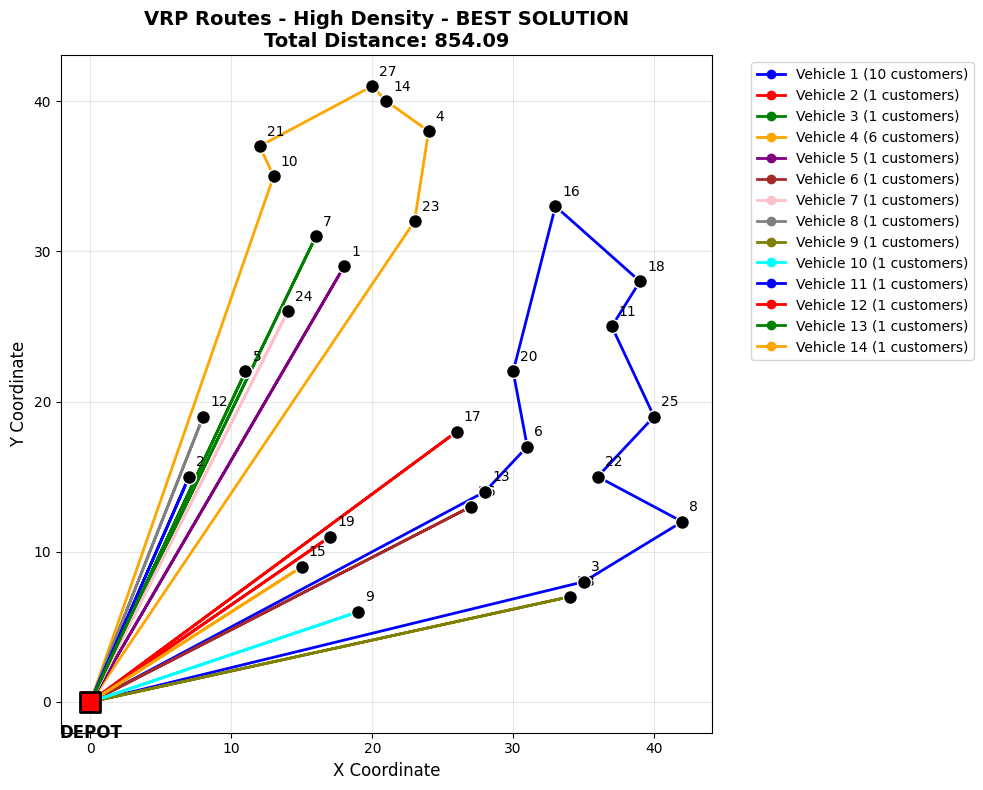 VRP Routes - High Density - BEST SOLUTION
Total Distance: 854.09
Vehicle 1 (10 customers)
Vehicle 2 (1 customers)
Vehicle 3 (1 customers)
Vehicle 4 (6 customers)
Vehicle 5 (1 customers)
Vehicle 6 (1 customers)
Vehicle 7 (1 customers)
Vehicle 8 (1 customers)
Vehicle 9 (1 customers)
Vehicle 10 (1 customers)
Vehicle 11 (1 customers)
Vehicle 12 (1 customers)
Vehicle 13 (1 customers)
Vehicle 14 (1 customers)
27
14
4
21
10
16
23
7
1
18
24
11
5
20
12
25
17
6
2
22
13
19
8
15
3
9
DEPOT
Y Coordinate
40
30
20
10
0
0
10
20
30
40
X Coordinate